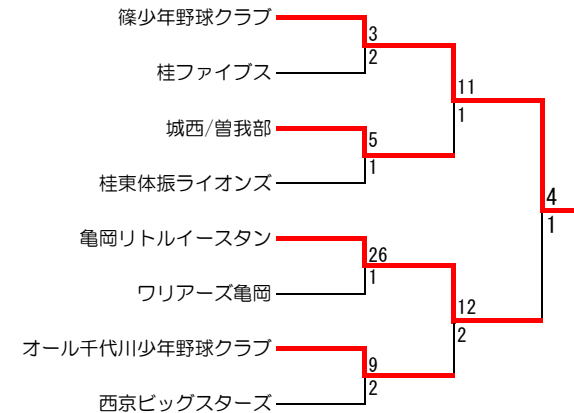 篠少年野球クラブ
3
2
桂ファイブス
11
1
城西/曽我部
5
1
桂東体振ライオンズ
4
1
亀岡リトルイースタン
26
1
ワリアーズ亀岡
12
2
オール千代川少年野球クラブ
9
2
西京ビッグスターズ